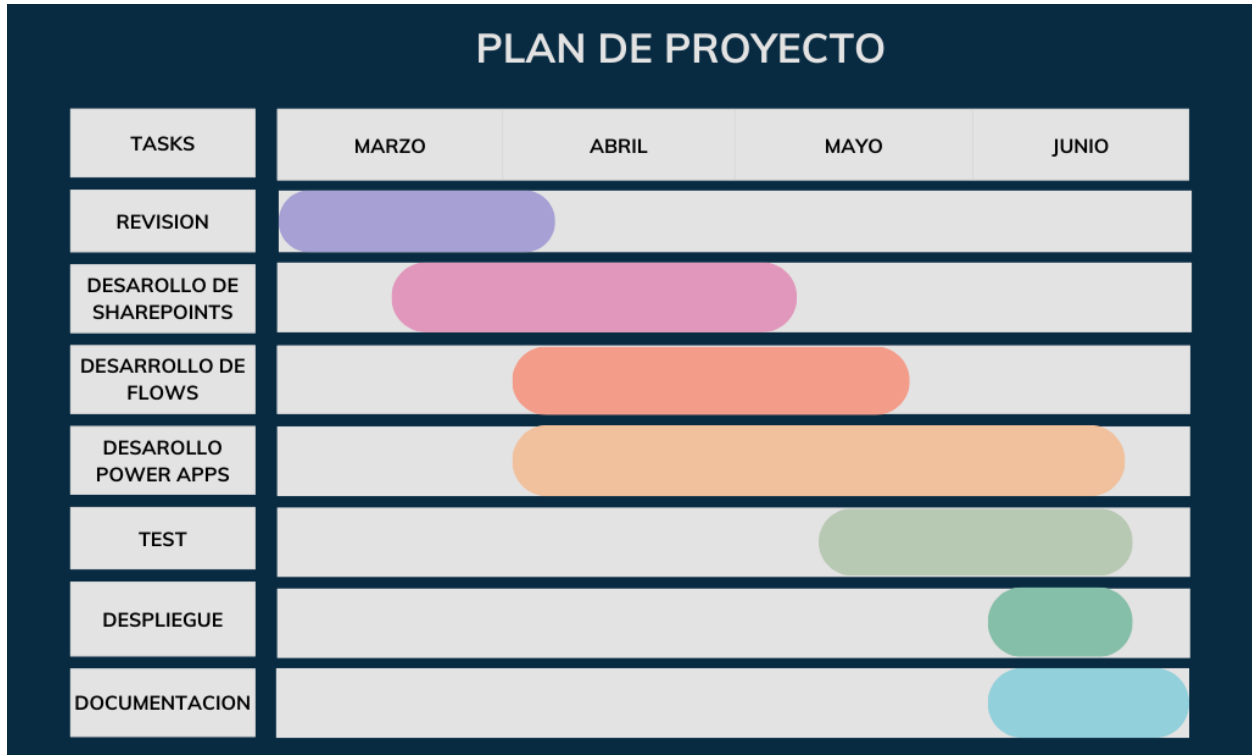 PLAN DE PROYECTO
TASKS
MARZO
ABRIL
MAYO
JUNIO
REVISION
DESAROLLO DE
SHAREPOINTS
DESARROLLO DE
FLOWS
DESAROLLO
POWER APPS
TEST
DESPLIEGUE
DOCUMENTACION